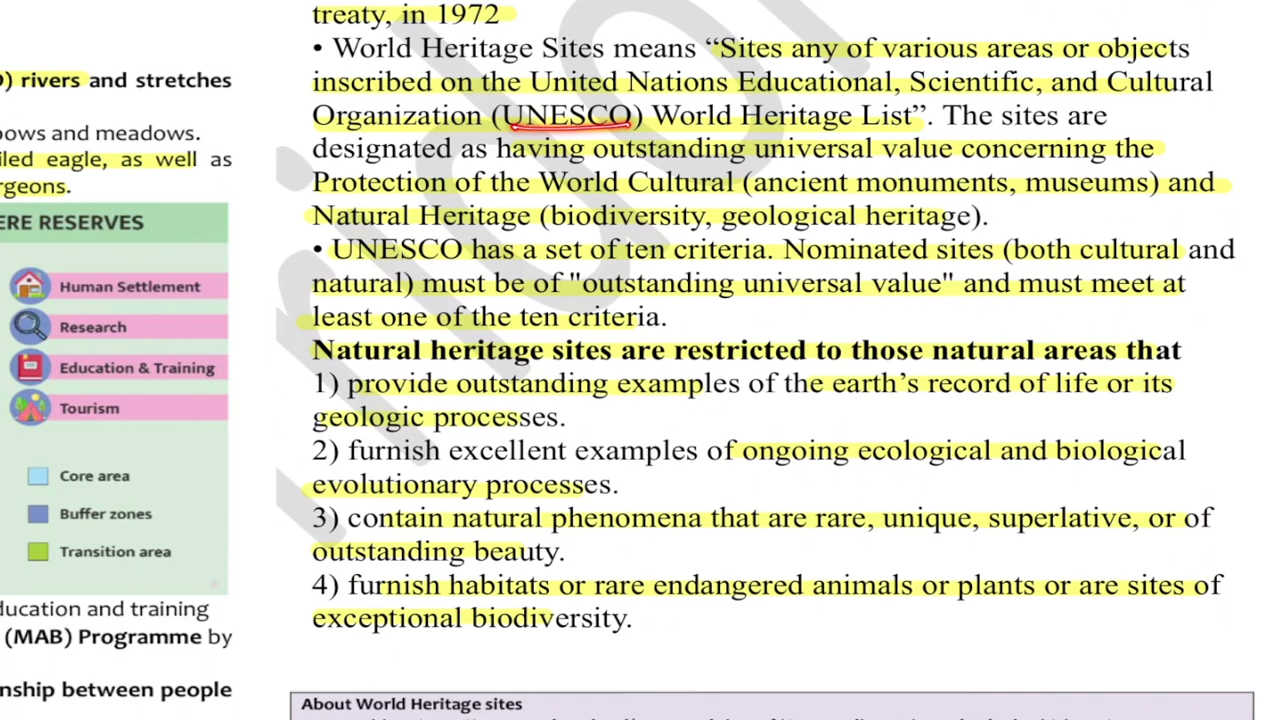 ) rivers and stretches
ows and meadows.
iled eagle, as well as
rgeons.
ERE RESERVES
Human Settlement
Research
Education & Training
Tourism
Core area
Buffer zones
Transition area
ducation and training
(MAB) Programme by
nship between people
treaty, in 1972
• World Heritage Sites means “Sites any of various areas or objects
inscribed on the United Nations Educational, Scientific, and Cultural
Organization (UNESCO) World Heritage List”. The sites are
designated as having outstanding universal value concerning the
Protection of the World Cultural (ancient monuments, museums) and
Natural Heritage (biodiversity, geological heritage).
• UNESCO has a set of ten criteria. Nominated sites (both cultural and
natural) must be of "outstanding universal value" and must meet at
least one of the ten criteria.
Natural heritage sites are restricted to those natural areas that
1) provide outstanding examples of the earth’s record of life or its
geologic processes.
2) furnish excellent examples of ongoing ecological and biological
evolutionary processes.
3) contain natural phenomena that are rare, unique, superlative, or of
outstanding beauty.
4) furnish habitats or rare endangered animals or plants or are sites of
exceptional biodiversity.
About World Heritage sites